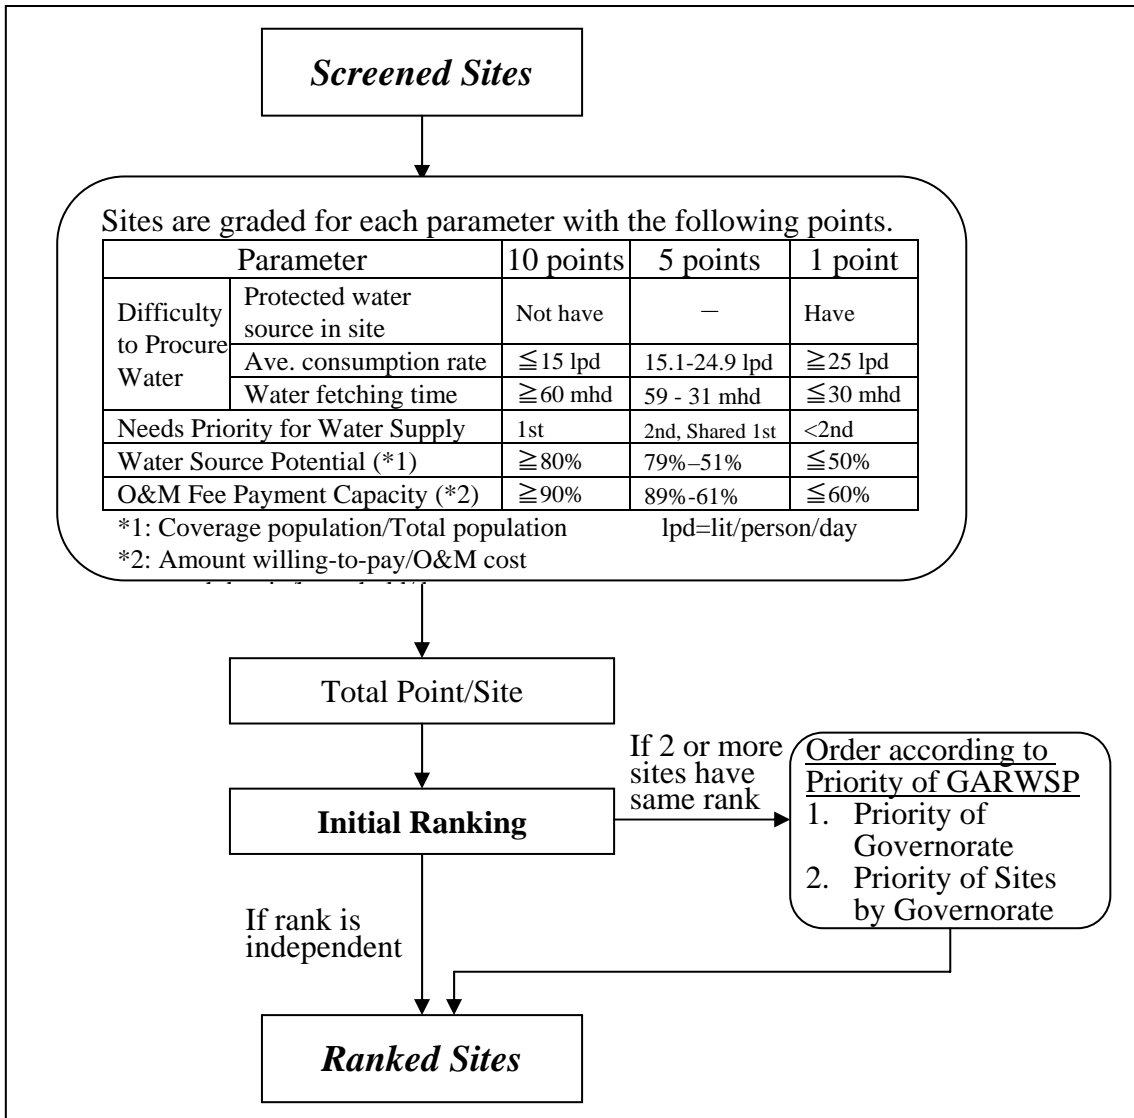 Screened Sites
Sites are graded for each parameter with the following points.
Parameter 10 points 5 points 1 point
Difficulty to Procure Water
Protected water source in site Not have － Have
Ave. consumption rate ≦15 lpd 15.1-24.9 lpd ≧25 lpd
Water fetching time ≧60 mhd 59 - 31 mhd ≦30 mhd
Needs Priority for Water Supply 1st 2nd, Shared 1st <2nd
Water Source Potential (*1) ≧80% 79%–51% ≦50%
O&M Fee Payment Capacity (*2) ≧90% 89%-61% ≦60%
*1: Coverage population/Total population lpd=lit/person/day
*2: Amount willing-to-pay/O&M cost
Total Point/Site
Initial Ranking
If 2 or more
sites have
same rank
Order according to
Priority of GARWSP
1. Priority of
Governorate
2. Priority of Sites
by Governorate
If rank is
independent
Ranked Sites